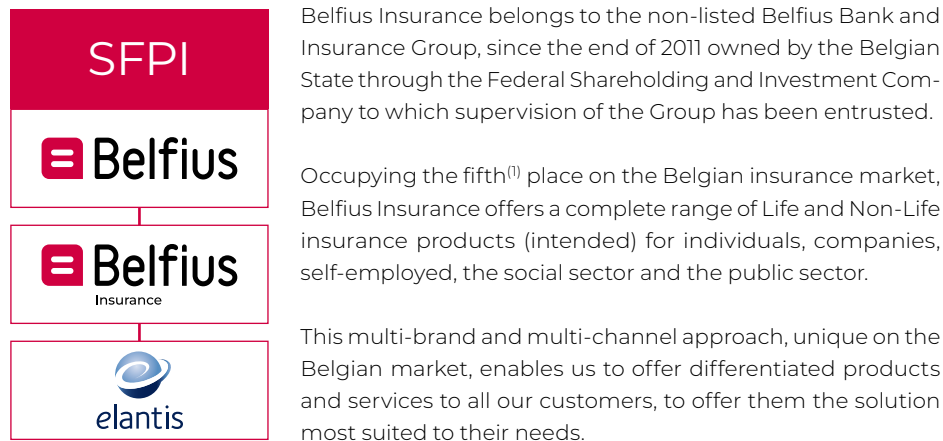 SFPI
Belfius
Belfius
Insurance
elantis
Belfius Insurance belongs to the non-listed Belfius Bank and
Insurance Group, since the end of 2011 owned by the Belgian
State through the Federal Shareholding and Investment Com-
pany to which supervision of the Group has been entrusted.
Occupying the fifth(1) place on the Belgian insurance market,
Belfius Insurance offers a complete range of Life and Non-Life
insurance products (intended) for individuals, companies,
self-employed, the social sector and the public sector.
This multi-brand and multi-channel approach, unique on the
Belgian market, enables us to offer differentiated products
and services to all our customers, to offer them the solution
most suited to their needs.